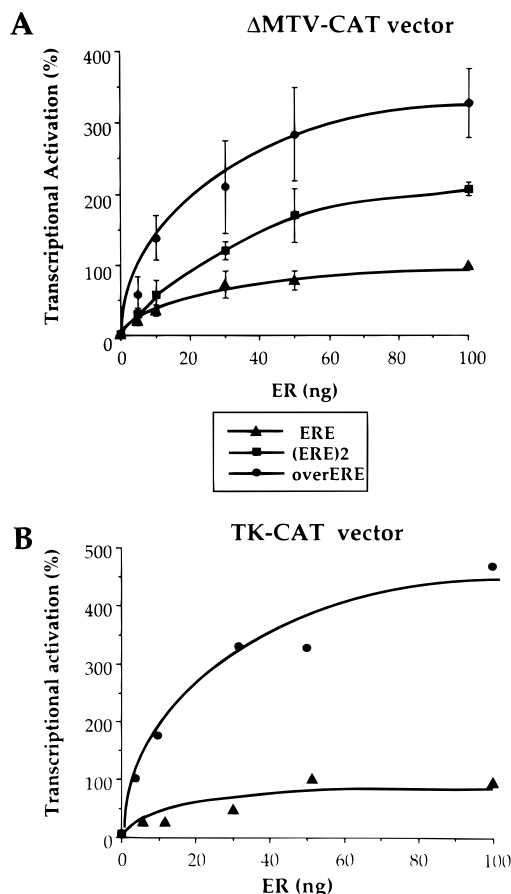 A
ΔMTV-CAT vector
Transcriptional Activation (%)
400
300
200
100
0
0 20 40 60 80 100
ER (ng)
ERE
(ERE)2
overERE
B
TK-CAT vector
Transcriptional activation (%)
500
400
300
200
100
0
0 20 40 60 80 100
ER (ng)